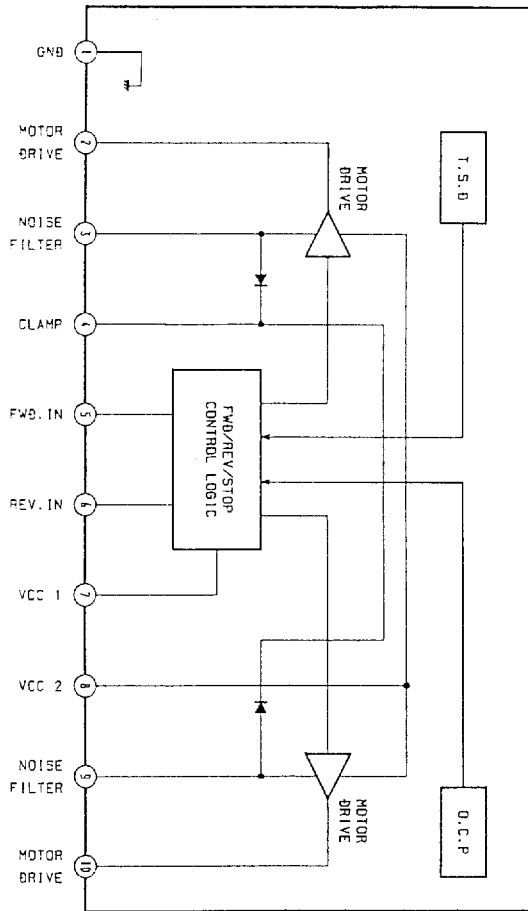 GND
1
MOTOR
DRIVE
2
NOISE
FILTER
3
CLAMP
4
FWD.IN
5
REV.IN
6
VCC 1
7
VCC 2
8
NOISE
FILTER
9
MOTOR
DRIVE
10
MOTOR
DRIVE
T.S.D
FWD/REV/STOP
CONTROL LOGIC
MOTOR
DRIVE
O.C.P